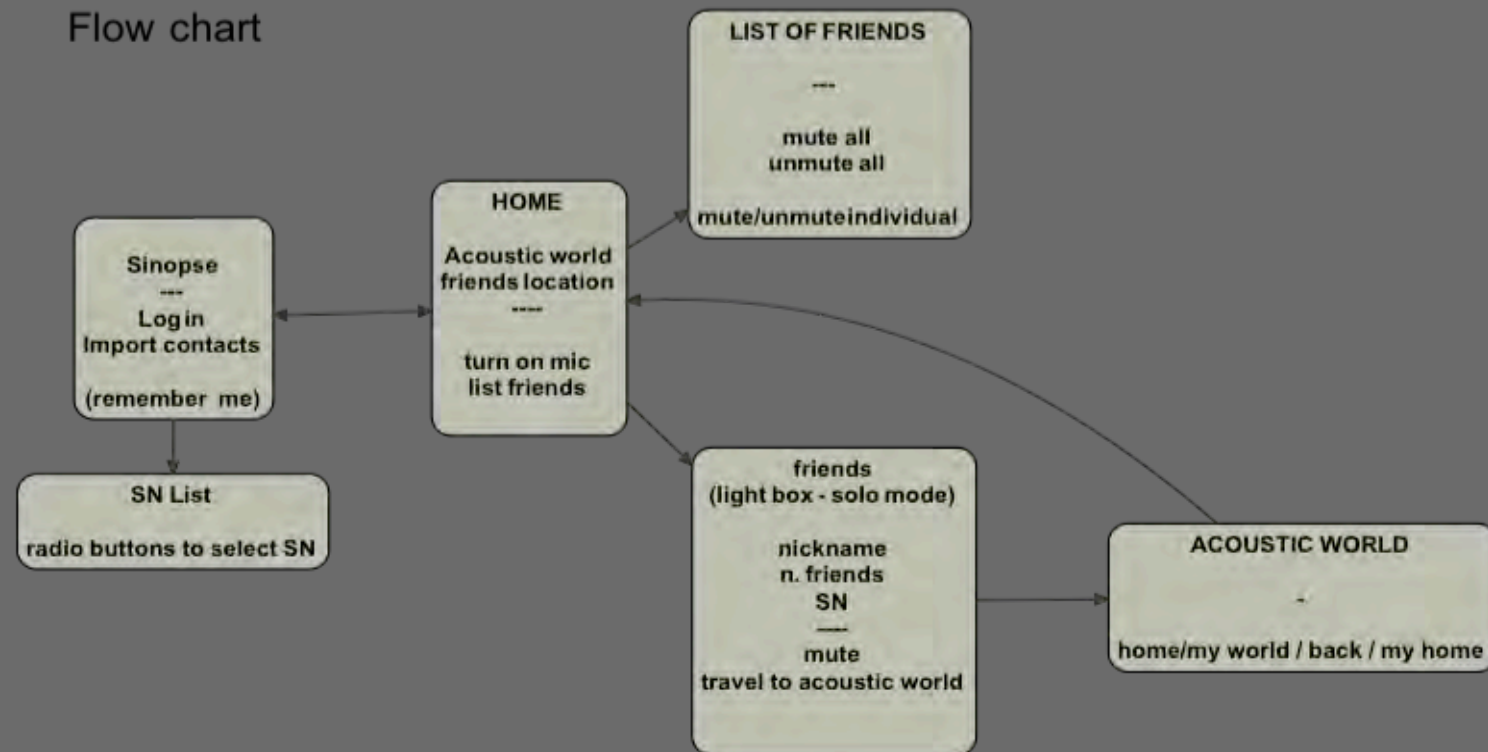 Flow chart
Sinopse
---
Log in
Import contacts
(remember me)
SN List
radio buttons to select SN
HOME
Acoustic world
friends location
----
turn on mic
list friends
LIST OF FRIENDS
---
mute all
unmute all
mute/unmuteindividual
friends
(light box - solo mode)
nickname
n. friends
SN
----
mute
travel to acoustic world
ACOUSTIC WORLD
-
home/my world / back / my home